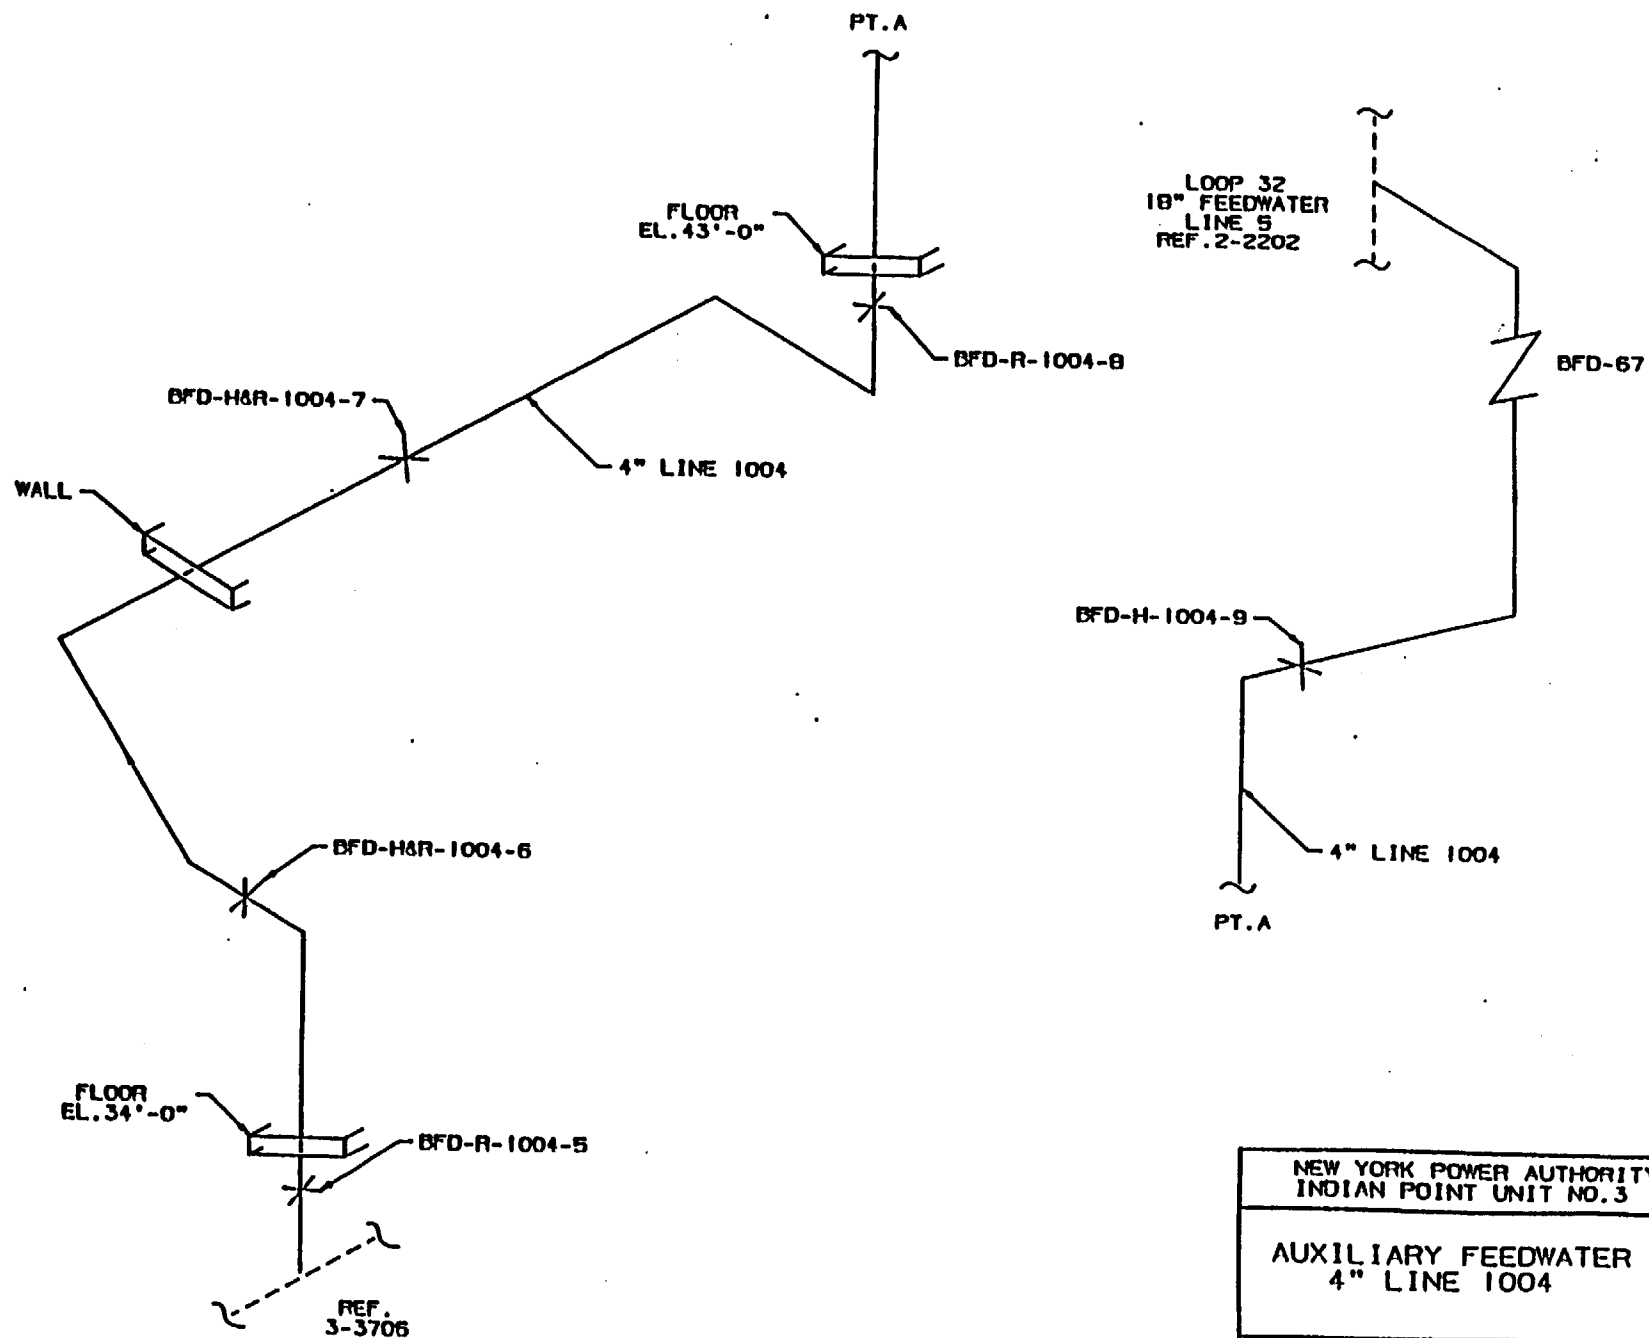 PT.A
FLOOR
EL.43'-0"
LOOP 32
18" FEEDWATER
LINE 5
REF.2-2202
BFD-R-1004-8
BFD-67
BFD-H&R-1004-7
4" LINE 1004
WALL
BFD-H-1004-9
BFD-H&R-1004-6
4" LINE 1004
PT.A
FLOOR
EL.34'-0"
BFD-R-1004-5
REF.
3-3706
NEW YORK POWER AUTHORITY
INDIAN POINT UNIT NO.3
AUXILIARY FEEDWATER
4" LINE 1004